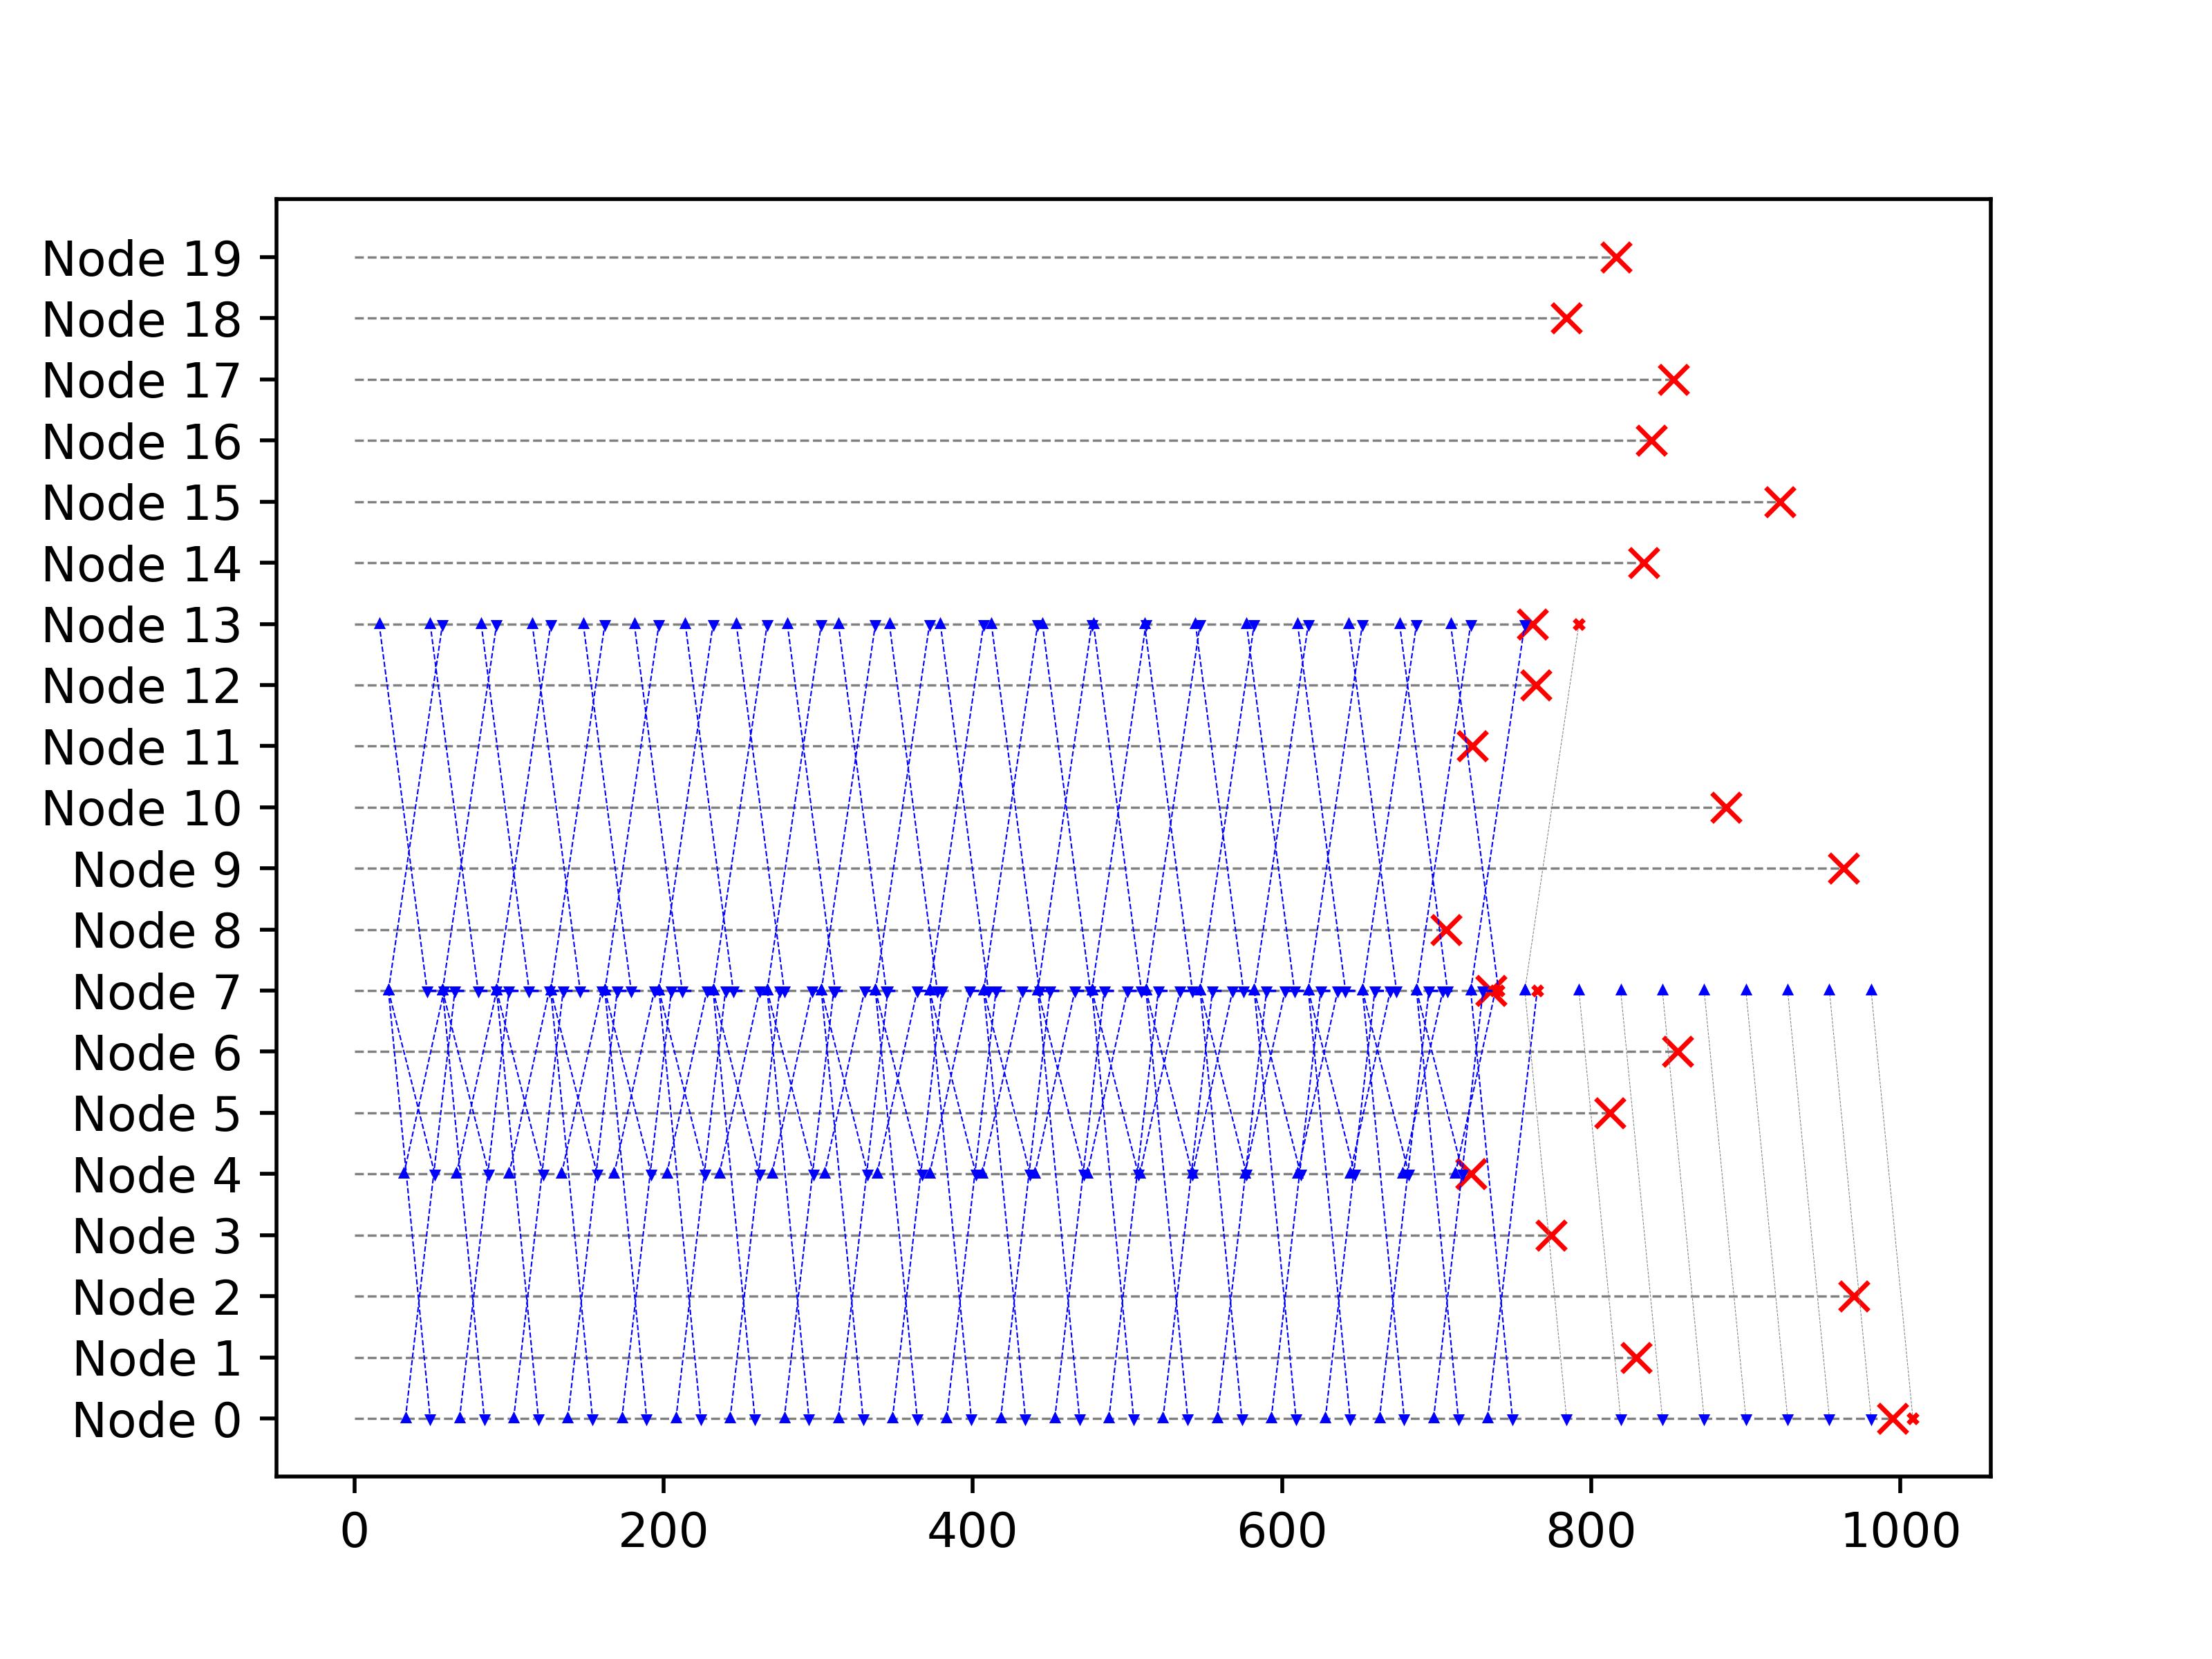 Node 19
Node 18
Node 17
Node 16
Node 15
Node 14
Node 13
Node 12
Node 11
Node 10
Node 9
Node 8
Node 7
Node 6
Node 5
Node 4
Node 3
Node 2
Node 1
Node 0
0 200 400 600 800 1000